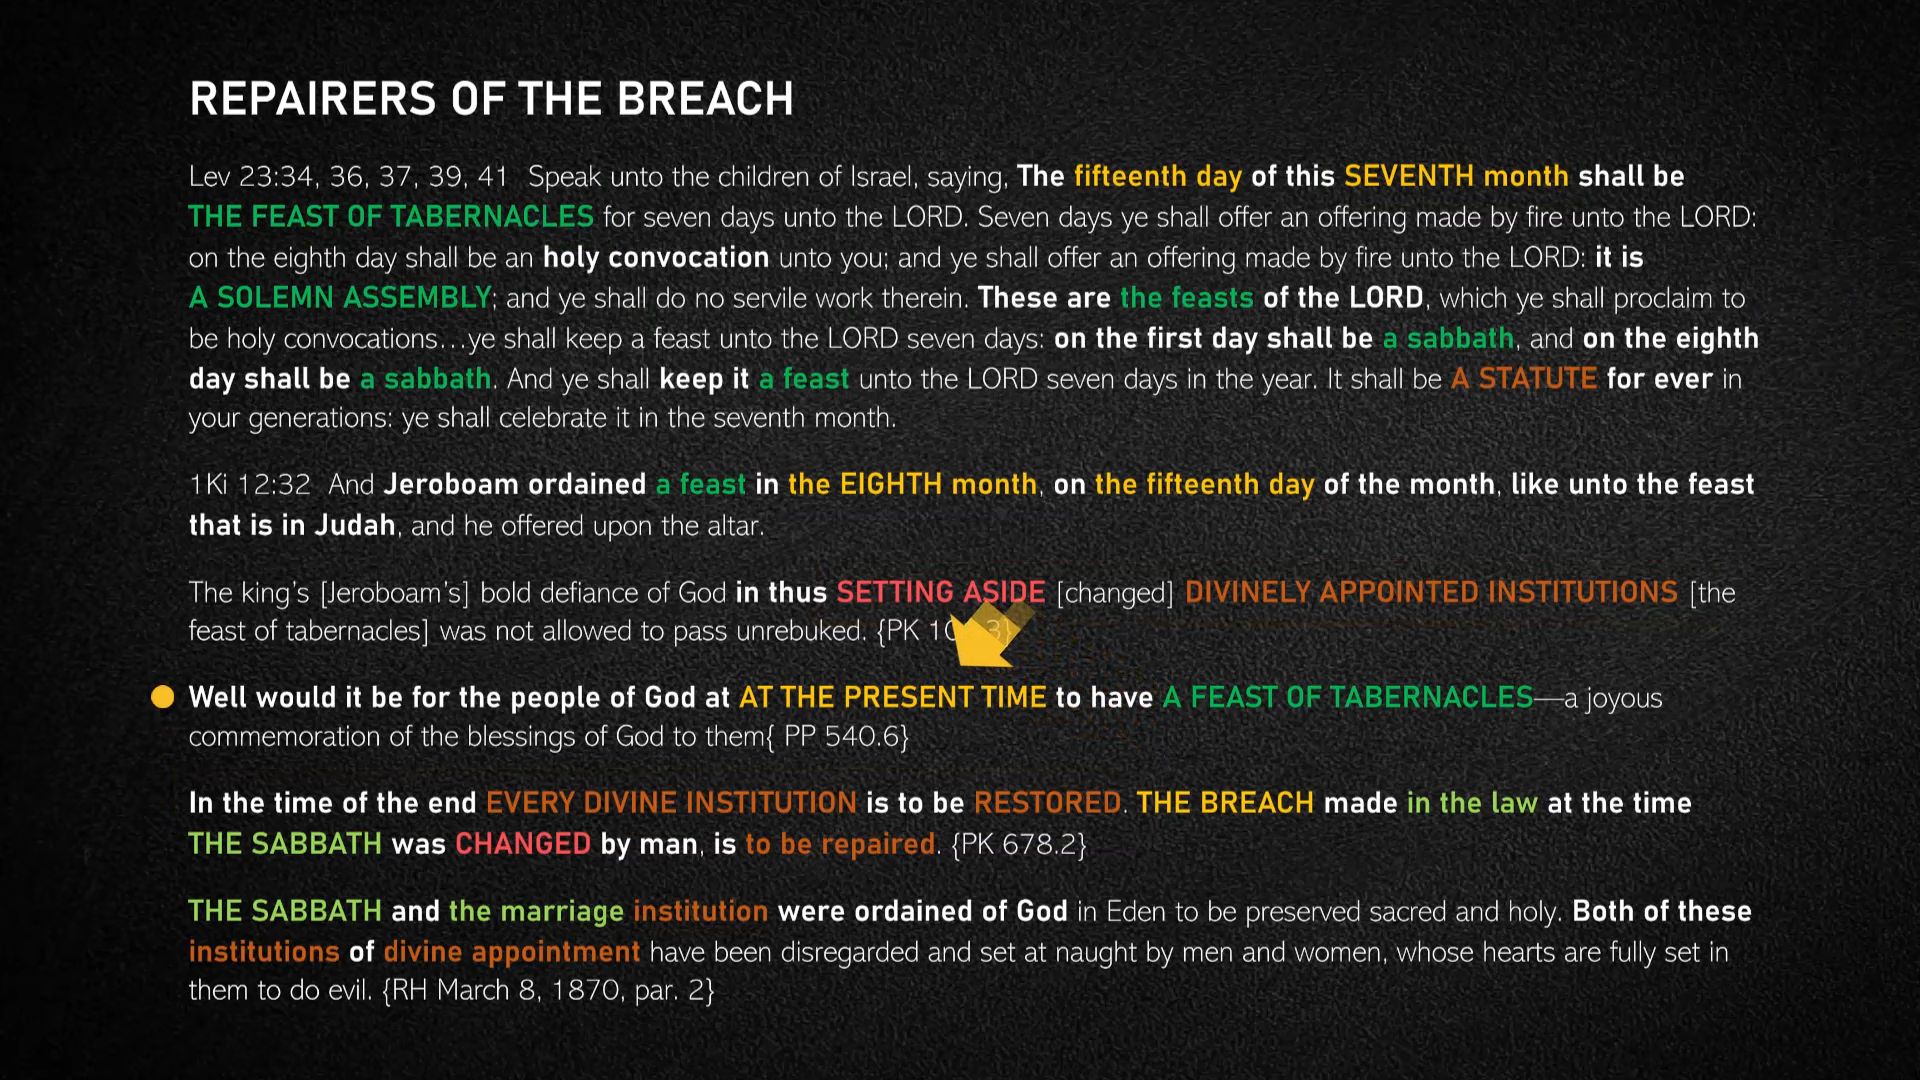 REPAIRERS OF THE BREACH
Lev 23:34, 36, 37, 39, 41 Speak unto the children of Israel, saying, The fifteenth day of this SEVENTH month shall be
THE FEAST OF TABERNACLES for seven days unto the LORD. Seven days ye shall offer an offering made by fire unto the LORD:
on the eighth day shall be an holy convocation unto you; and ye shall offer an offering made by fire unto the LORD: it is
A SOLEMN ASSEMBLY; and ye shall do no servile work therein. These are the feasts of the LORD, which ye shall proclaim to
be holy convocations…ye shall keep a feast unto the LORD seven days: on the first day shall be a sabbath, and on the eighth
day shall be a sabbath. And ye shall keep it a feast unto the LORD seven days in the year. It shall be A STATUTE for ever in
your generations: ye shall celebrate it in the seventh month.
1Ki 12:32 And Jeroboam ordained a feast in the EIGHTH month, on the fifteenth day of the month, like unto the feast
that is in Judah, and he offered upon the altar.
The king's [Jeroboam's] bold defiance of God in thus SETTING ASIDE [changed] DIVINELY APPOINTED INSTITUTIONS [the
feast of tabernacles] was not allowed to pass unrebuked. {PK
Well would it be for the people of God at AT THE PRESENT TIME to have A FEAST OF TABERNACLES—a joyous
commemoration of the blessings of God to them{ PP 540.6}
In the time of the end EVERY DIVINE INSTITUTION is to be RESTORED. THE BREACH made in the law at the time
THE SABBATH was CHANGED by man, is to be repaired. {PK 678.2}
THE SABBATH and the marriage institution were ordained of God in Eden to be preserved sacred and holy. Both of these
institutions of divine appointment have been disregarded and set at naught by men and women, whose hearts are fully set in
them to do evil. {RH March 8, 1870, par. 2}